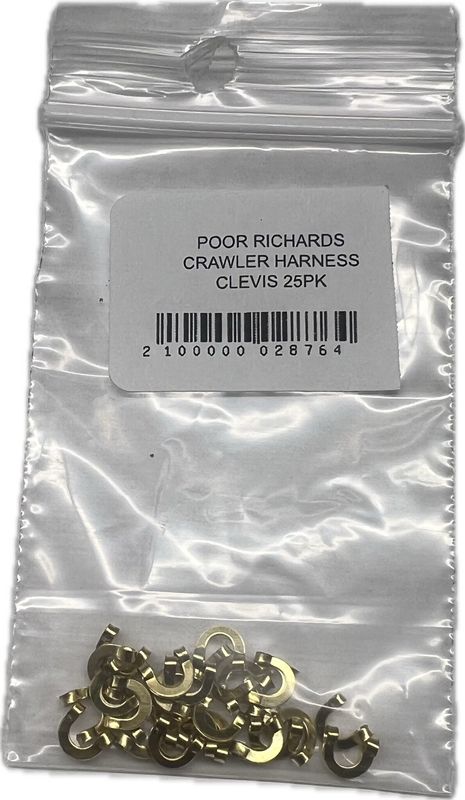 POOR RICHARDS
CRAWLER HARNESS
CLEVIS 25PK
2 100000 028764